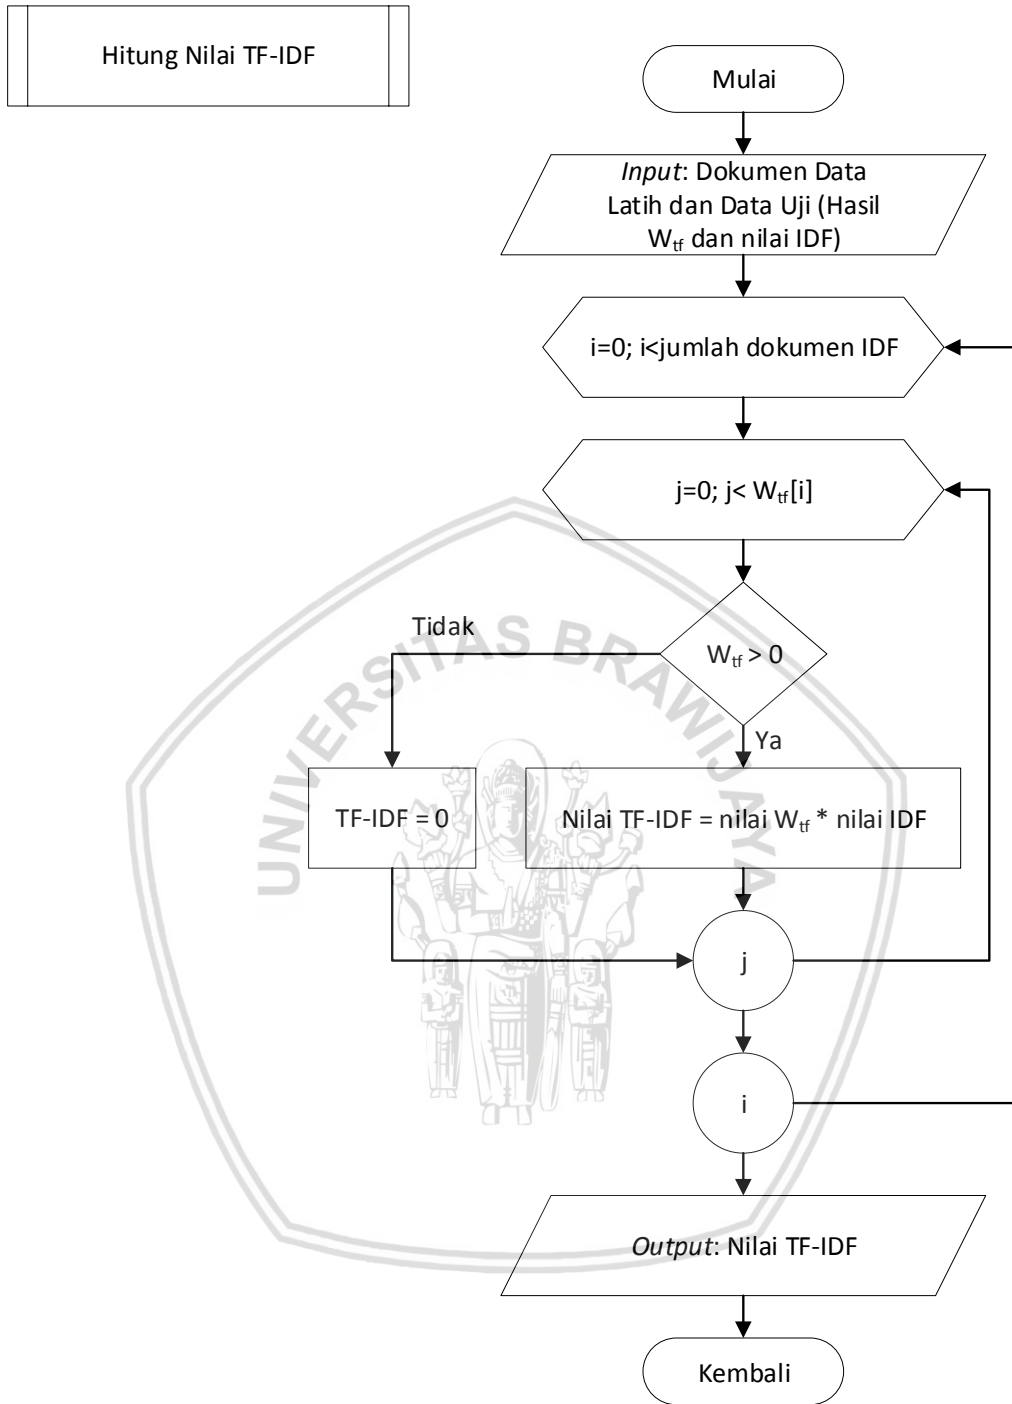 Hitung Nilai TF-IDF
Mulai
Input: Dokumen Data
Latih dan Data Uji (Hasil
Wtf dan nilai IDF)
i=0; i<jumlah dokumen IDF
j=0; j< Wtf[i]
Tidak
Wtf > 0
Ya
TF-IDF = 0
Nilai TF-IDF = nilai Wtf * nilai IDF
j
i
Output: Nilai TF-IDF
Kembali
UNIVERSITAS BRAWIJAYA